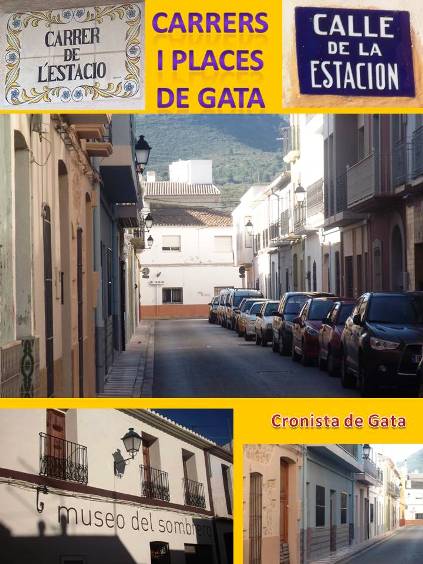 CARRER
DE
L'ESTACIO
CARRERS
I PLACES
DE GATA
CALLE
DE LA
ESTACION
Cronista de Gata
museo del sombrero